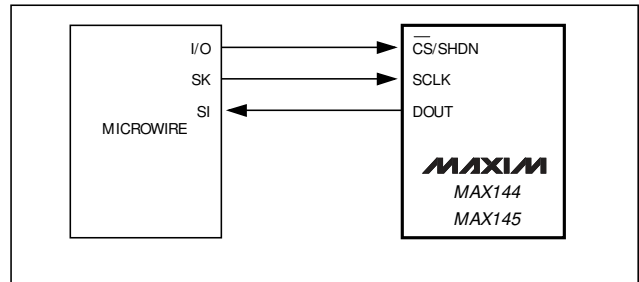 I/O
SK
SI
MICROWIRE
CS/SHDN
SCLK
DOUT
MAXIM
MAX144
MAX145